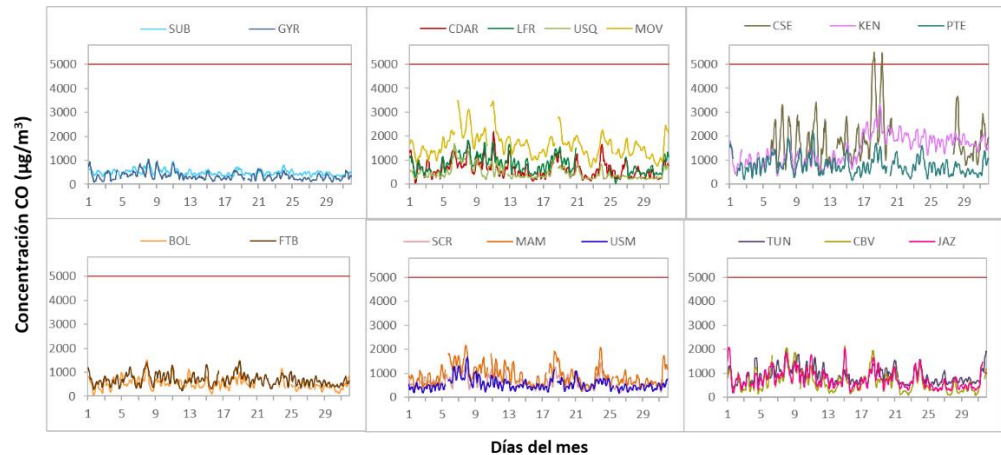 SUB GYR
5000
4000
3000
2000
1000
0
1 5 9 13 17 21 25 29
CDAR LFR USQ MOV
5000
4000
3000
2000
1000
0
1 5 9 13 17 21 25 29
CSE KEN PTE
5000
4000
3000
2000
1000
0
1 5 9 13 17 21 25 29
Concentración CO (µg/m³)
BOL FTB
5000
4000
3000
2000
1000
0
1 5 9 13 17 21 25 29
SCR MAM USM
5000
4000
3000
2000
1000
0
1 5 9 13 17 21 25 29
TUN CBV JAZ
5000
4000
3000
2000
1000
0
1 5 9 13 17 21 25 29
Días del mes